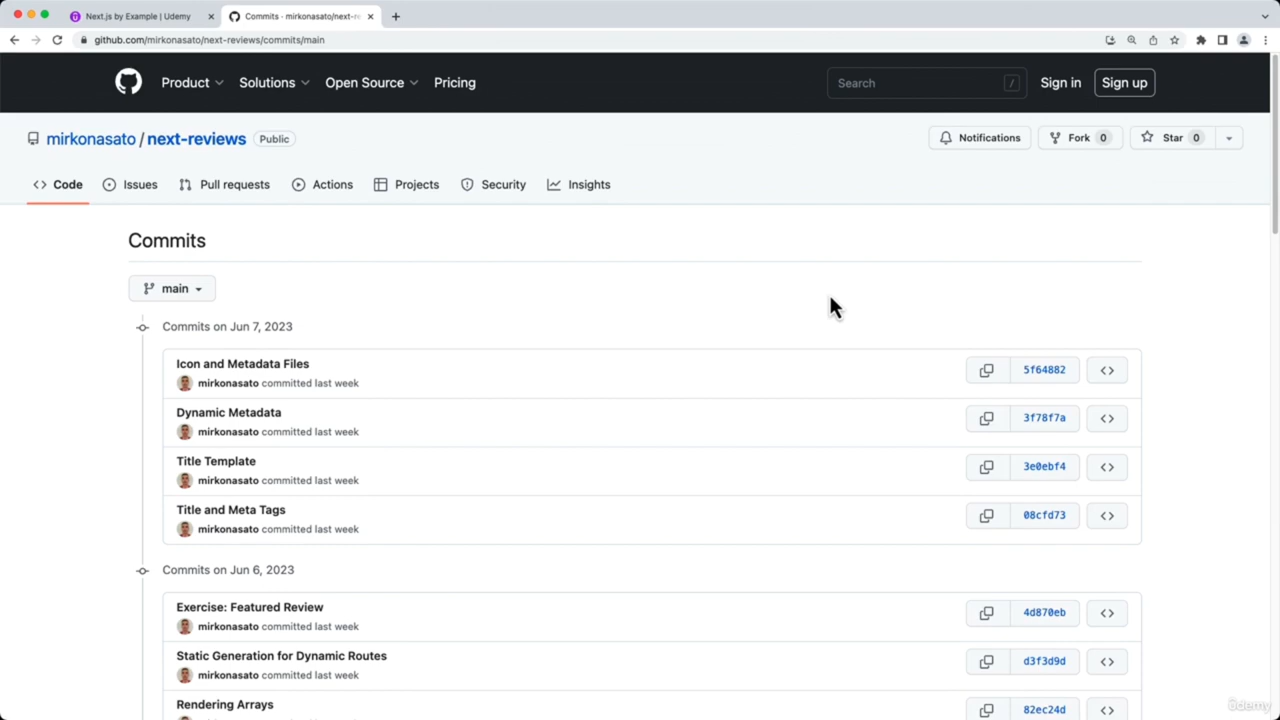 Next.js by Example | Udemy
Commits · mirkonasato/next-re
github.com/mirkonasato/next-reviews/commits/main
Product
Solutions
Open Source
Pricing
Search
/
Sign in
Sign up
mirkonasato / next-reviews
Public
Notifications
Fork 0
Star 0
Code
Issues
Pull requests
Actions
Projects
Security
Insights
Commits
main
Commits on Jun 7, 2023
Icon and Metadata Files
mirkonasato committed last week
5f64882
Dynamic Metadata
mirkonasato committed last week
3f78f7a
Title Template
mirkonasato committed last week
3e0ebf4
Title and Meta Tags
mirkonasato committed last week
08cfd73
Commits on Jun 6, 2023
Exercise: Featured Review
mirkonasato committed last week
4d870eb
Static Generation for Dynamic Routes
mirkonasato committed last week
d3f3d9d
Rendering Arrays
82ec24d
ûdemy